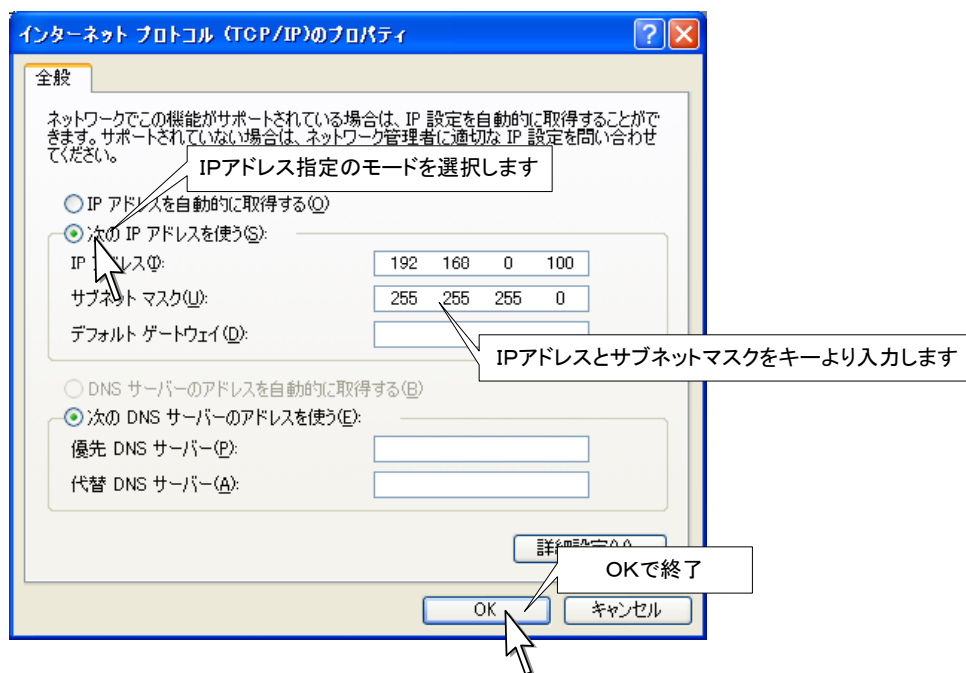 インターネット プロトコル (TCP/IP)のプロパティ
全般
ネットワークでこの機能がサポートされている場合は、IP 設定を自動的に取得することがで
きます。サポートされていない場合は、ネットワーク管理者に適切な IP 設定を問い合わせ
てください。
IPアドレス指定のモードを選択します
IP アドレスを自動的に取得する(O)
次の IP アドレスを使う(S):
IP アドレス(I):
192 168 0 100
サブネット マスク(U):
255 255 255 0
デフォルト ゲートウェイ(D):
IPアドレスとサブネットマスクをキーより入力します
DNS サーバーのアドレスを自動的に取得する(B)
次の DNS サーバーのアドレスを使う(E):
優先 DNS サーバー(P):
代替 DNS サーバー(A):
詳細設定
OKで終了
OK
キャンセル